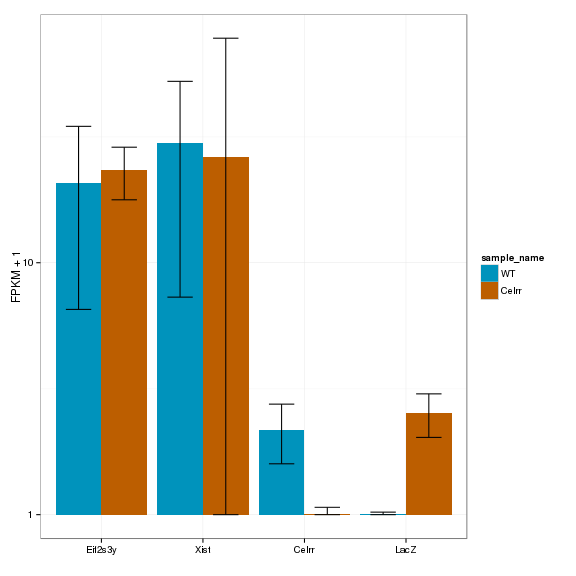 FPKM + 1
10
1
Eif2s3y
Xist
Celrr
LacZ
sample_name
WT
Celrr